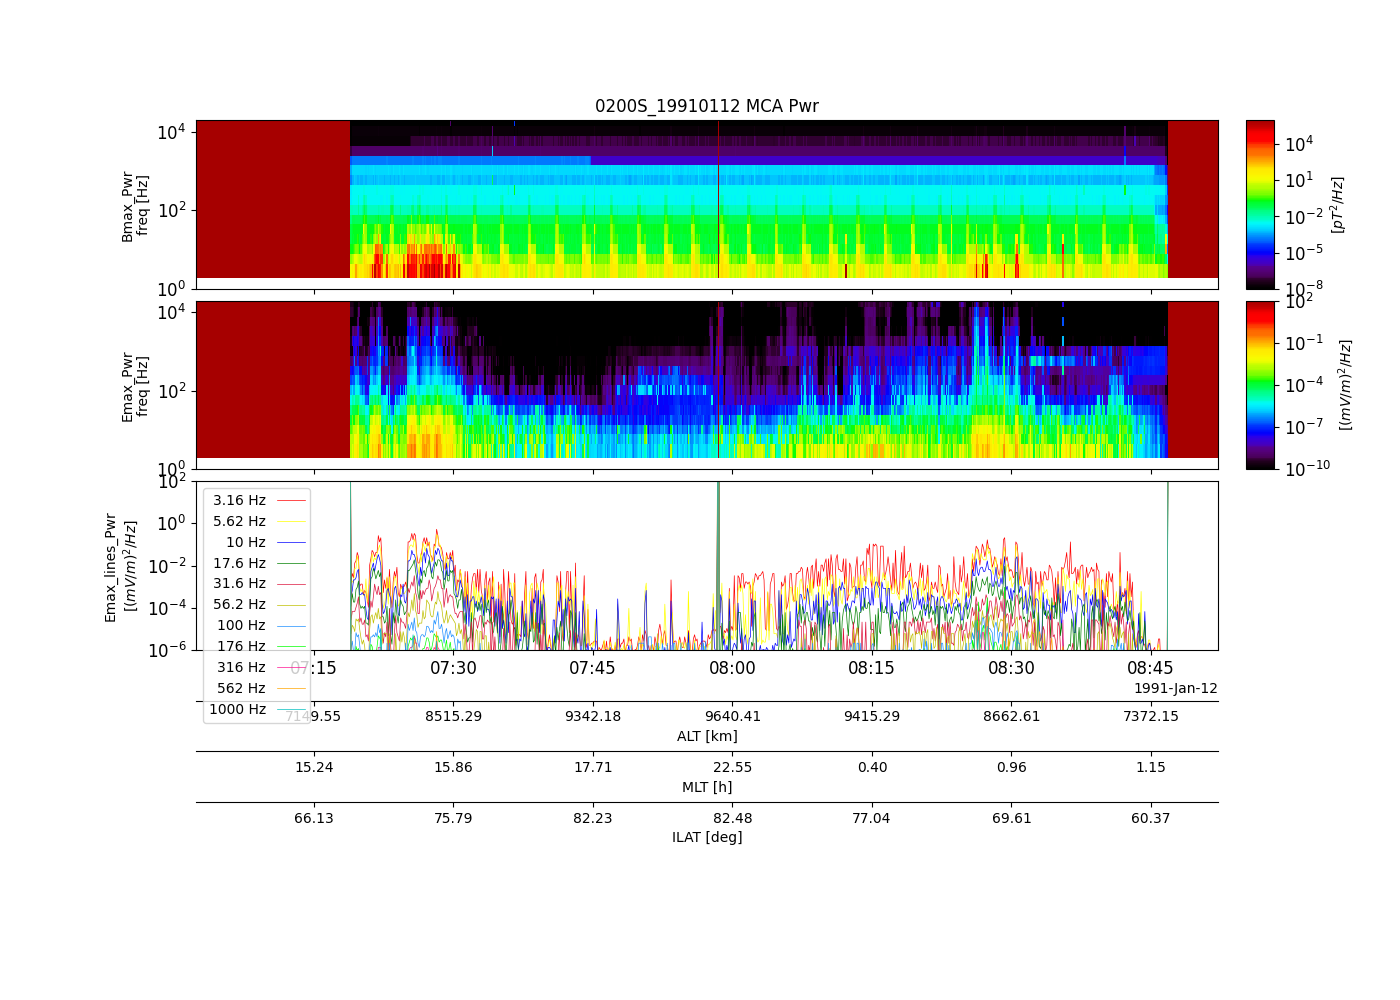 0200S_19910112 MCA Pwr
Bmax_Pwr
freq [Hz]
10^4
10^2
10^0
10^4
10^1
10^-2
10^-5
10^-8
[pT^2/Hz]
Emax_Pwr
freq [Hz]
10^4
10^2
10^0
10^2
10^-1
10^-4
10^-7
10^-10
[(mV/m)^2/Hz]
Emax_lines_Pwr
[(mV/m)^2/Hz]
10^2
10^0
10^-2
10^-4
10^-6
3.16 Hz
5.62 Hz
10 Hz
17.6 Hz
31.6 Hz
56.2 Hz
100 Hz
176 Hz
316 Hz
562 Hz
1000 Hz
07:15 07:30 07:45 08:00 08:15 08:30 08:45
1991-Jan-12
7149.55 8515.29 9342.18 9640.41 9415.29 8662.61 7372.15
ALT [km]
15.24 15.86 17.71 22.55 0.40 0.96 1.15
MLT [h]
66.13 75.79 82.23 82.48 77.04 69.61 60.37
ILAT [deg]